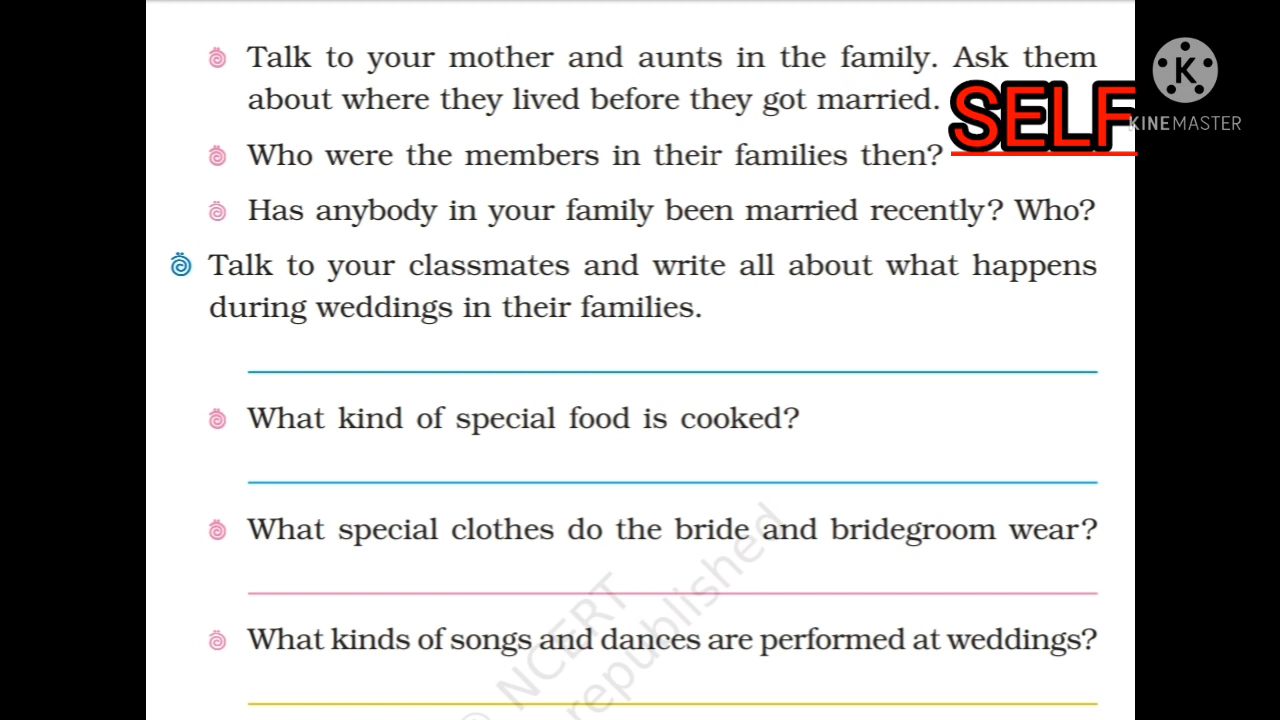 Talk to your mother and aunts in the family. Ask them
about where they lived before they got married.
SELF
K
KINEMASTER
Who were the members in their families then?
Has anybody in your family been married recently? Who?
Talk to your classmates and write all about what happens
during weddings in their families.
What kind of special food is cooked?
What special clothes do the bride and bridegroom wear?
What kinds of songs and dances are performed at weddings?
© NCERT
republished